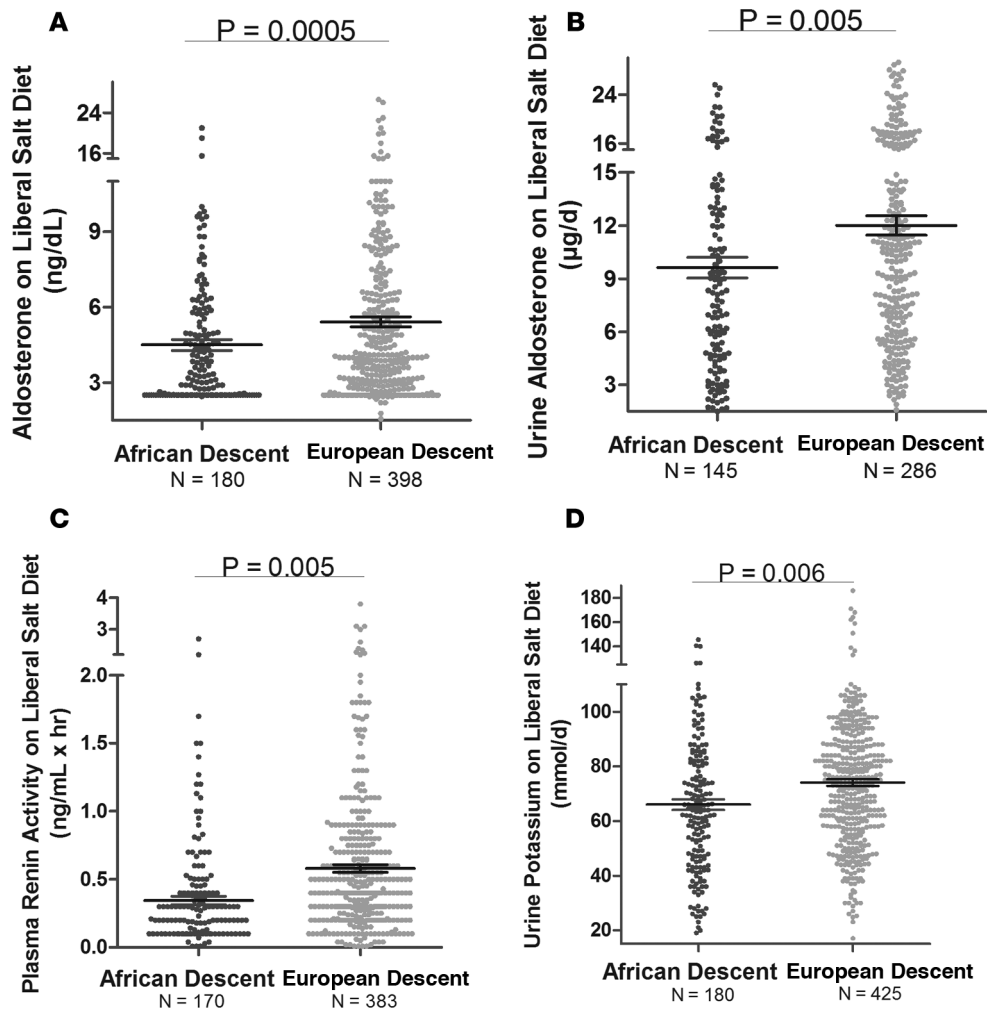 A
P = 0.0005
Aldosterone on Liberal Salt Diet
(ng/dL)
24
16
9
6
3
African Descent
European Descent
N = 180
N = 398
B
P = 0.005
Urine Aldosterone on Liberal Salt Diet
(µg/d)
24
16
15
12
9
6
3
African Descent
European Descent
N = 145
N = 286
C
P = 0.005
Plasma Renin Activity on Liberal Salt Diet
(ng/mL x hr)
4
3
2.0
1.5
1.0
0.5
0.0
African Descent
European Descent
N = 170
N = 383
D
P = 0.006
Urine Potassium on Liberal Salt Diet
(mmol/d)
180
160
140
100
80
60
40
20
African Descent
European Descent
N = 180
N = 425